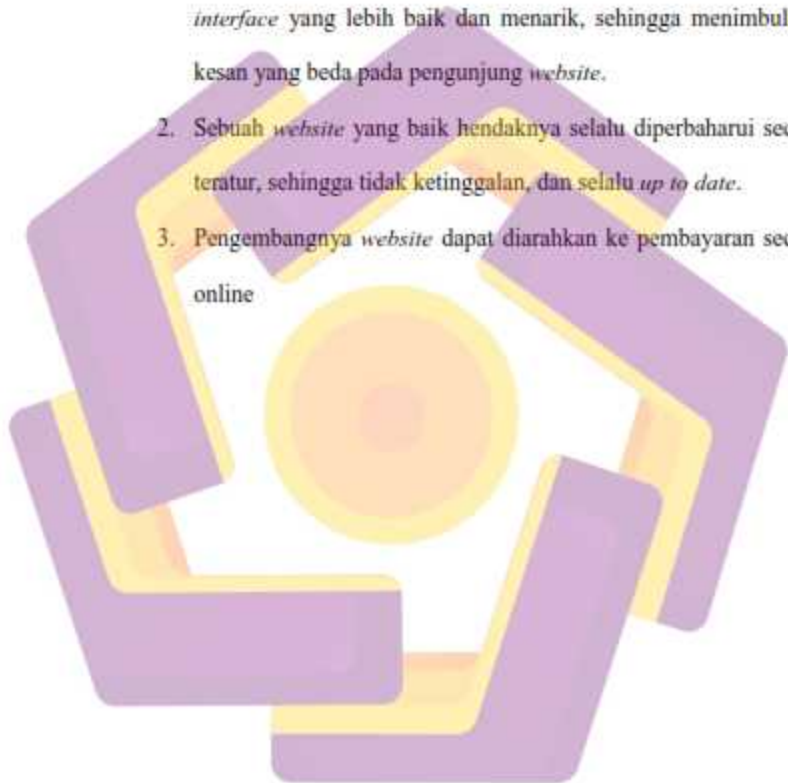 interface yang lebih baik dan menarik, sehingga menimbul
kesan yang beda pada pengunjung website.
2. Sebuah website yang baik hendaknya selalu diperbaharui sec
teratur, sehingga tidak ketinggalan, dan selalu up to date.
3. Pengembangnya website dapat diarahkan ke pembayaran sec
online